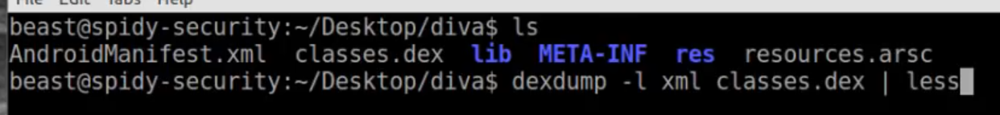 File Edit Tabs Help
beast@spidy-security:~/Desktop/diva$ ls
AndroidManifest.xml classes.dex lib META-INF res resources.arsc
beast@spidy-security:~/Desktop/diva$ dexdump -l xml classes.dex | less